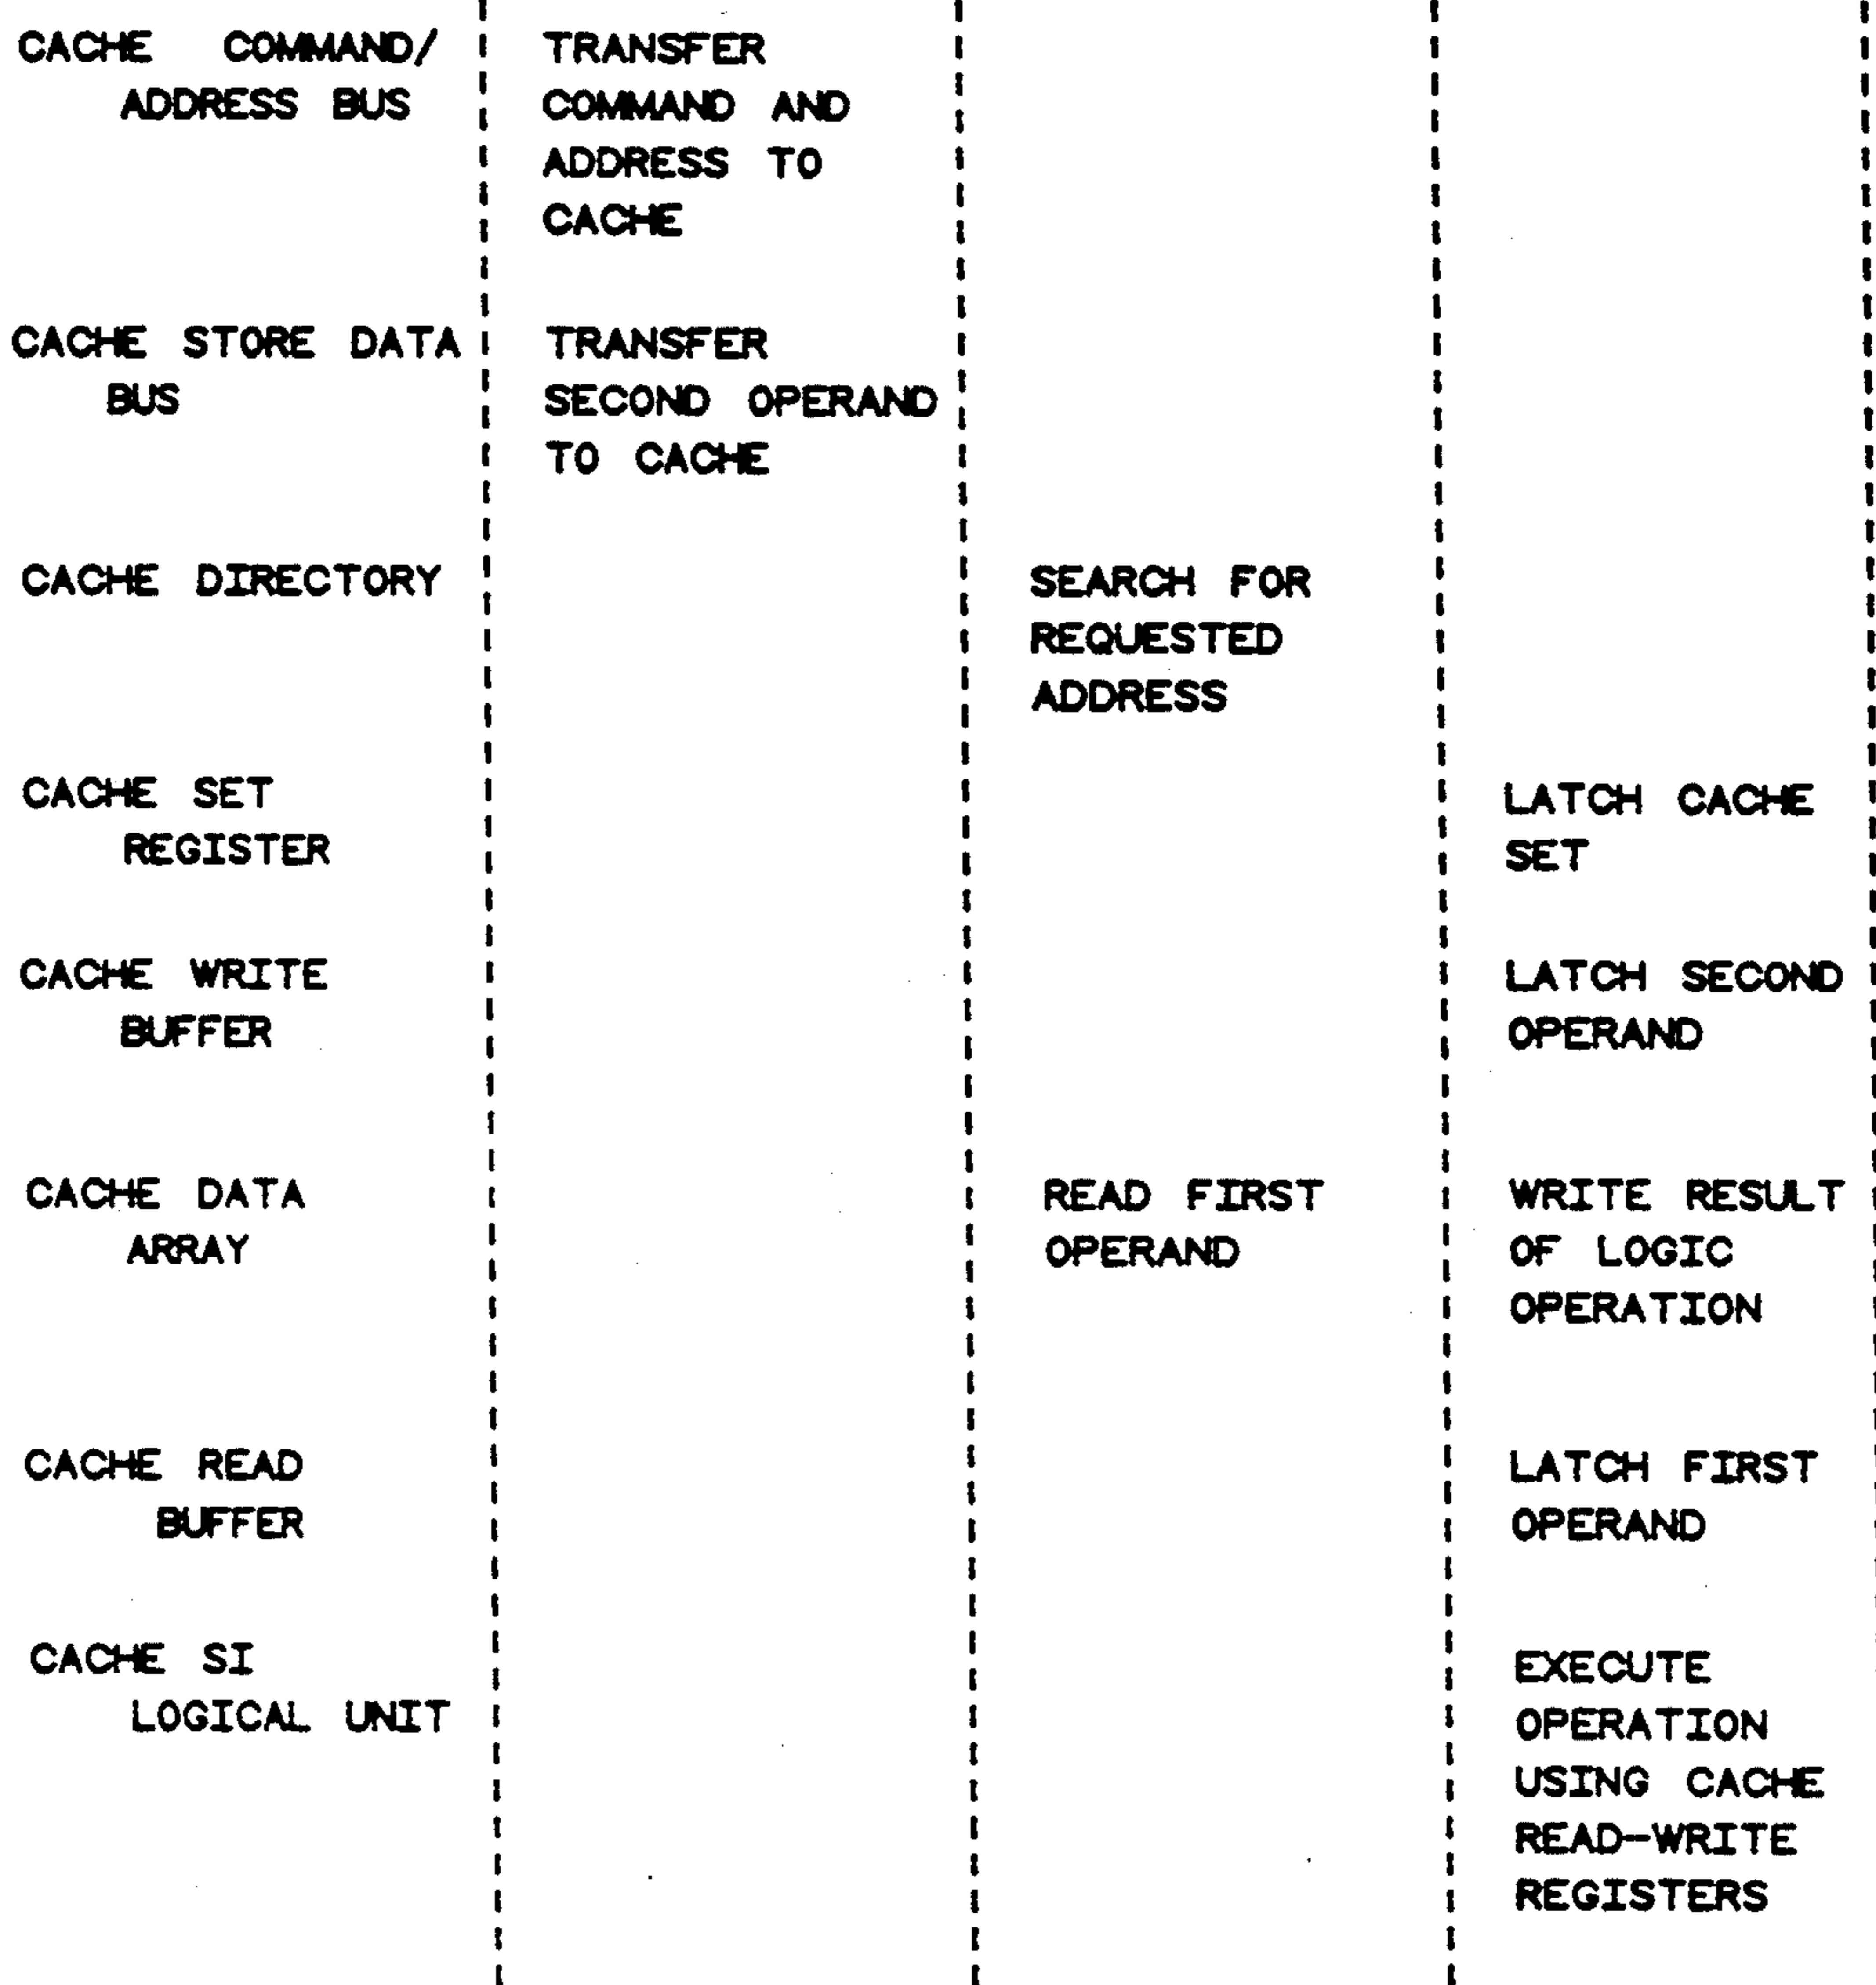 CACHE COMMAND/
ADDRESS BUS
TRANSFER
COMMAND AND
ADDRESS TO
CACHE
CACHE STORE DATA
BUS
TRANSFER
SECOND OPERAND
TO CACHE
CACHE DIRECTORY
SEARCH FOR
REQUESTED
ADDRESS
CACHE SET
REGISTER
LATCH CACHE
SET
CACHE WRITE
BUFFER
LATCH SECOND
OPERAND
CACHE DATA
ARRAY
READ FIRST
OPERAND
WRITE RESULT
OF LOGIC
OPERATION
CACHE READ
BUFFER
LATCH FIRST
OPERAND
CACHE SI
LOGICAL UNIT
EXECUTE
OPERATION
USING CACHE
READ-WRITE
REGISTERS